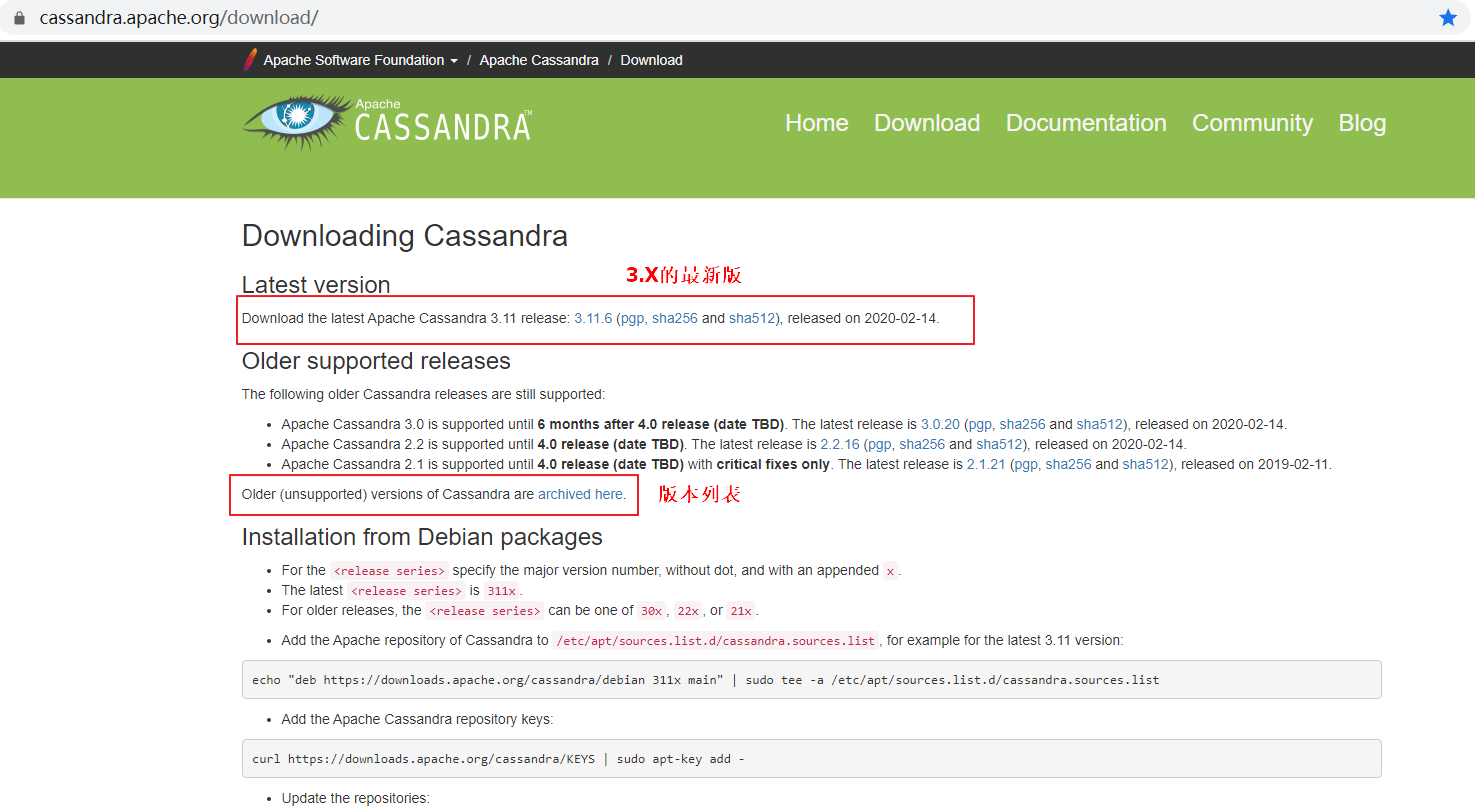 cassandra.apache.org/download/
Apache Software Foundation / Apache Cassandra / Download
Apache
CASSANDRA™
Home Download Documentation Community Blog
Downloading Cassandra
Latest version
3.X的最新版
Download the latest Apache Cassandra 3.11 release: 3.11.6 (pgp, sha256 and sha512), released on 2020-02-14.
Older supported releases
The following older Cassandra releases are still supported:
• Apache Cassandra 3.0 is supported until 6 months after 4.0 release (date TBD). The latest release is 3.0.20 (pgp, sha256 and sha512), released on 2020-02-14.
• Apache Cassandra 2.2 is supported until 4.0 release (date TBD). The latest release is 2.2.16 (pgp, sha256 and sha512), released on 2020-02-14.
• Apache Cassandra 2.1 is supported until 4.0 release (date TBD) with critical fixes only. The latest release is 2.1.21 (pgp, sha256 and sha512), released on 2019-02-11.
Older (unsupported) versions of Cassandra are archived here. 版本列表
Installation from Debian packages
• For the <release series> specify the major version number, without dot, and with an appended x.
• The latest <release series> is 311x.
• For older releases, the <release series> can be one of 30x, 22x, or 21x.
• Add the Apache repository of Cassandra to /etc/apt/sources.list.d/cassandra.sources.list, for example for the latest 3.11 version:
echo "deb https://downloads.apache.org/cassandra/debian 311x main" | sudo tee -a /etc/apt/sources.list.d/cassandra.sources.list
• Add the Apache Cassandra repository keys:
curl https://downloads.apache.org/cassandra/KEYS | sudo apt-key add -
• Update the repositories: